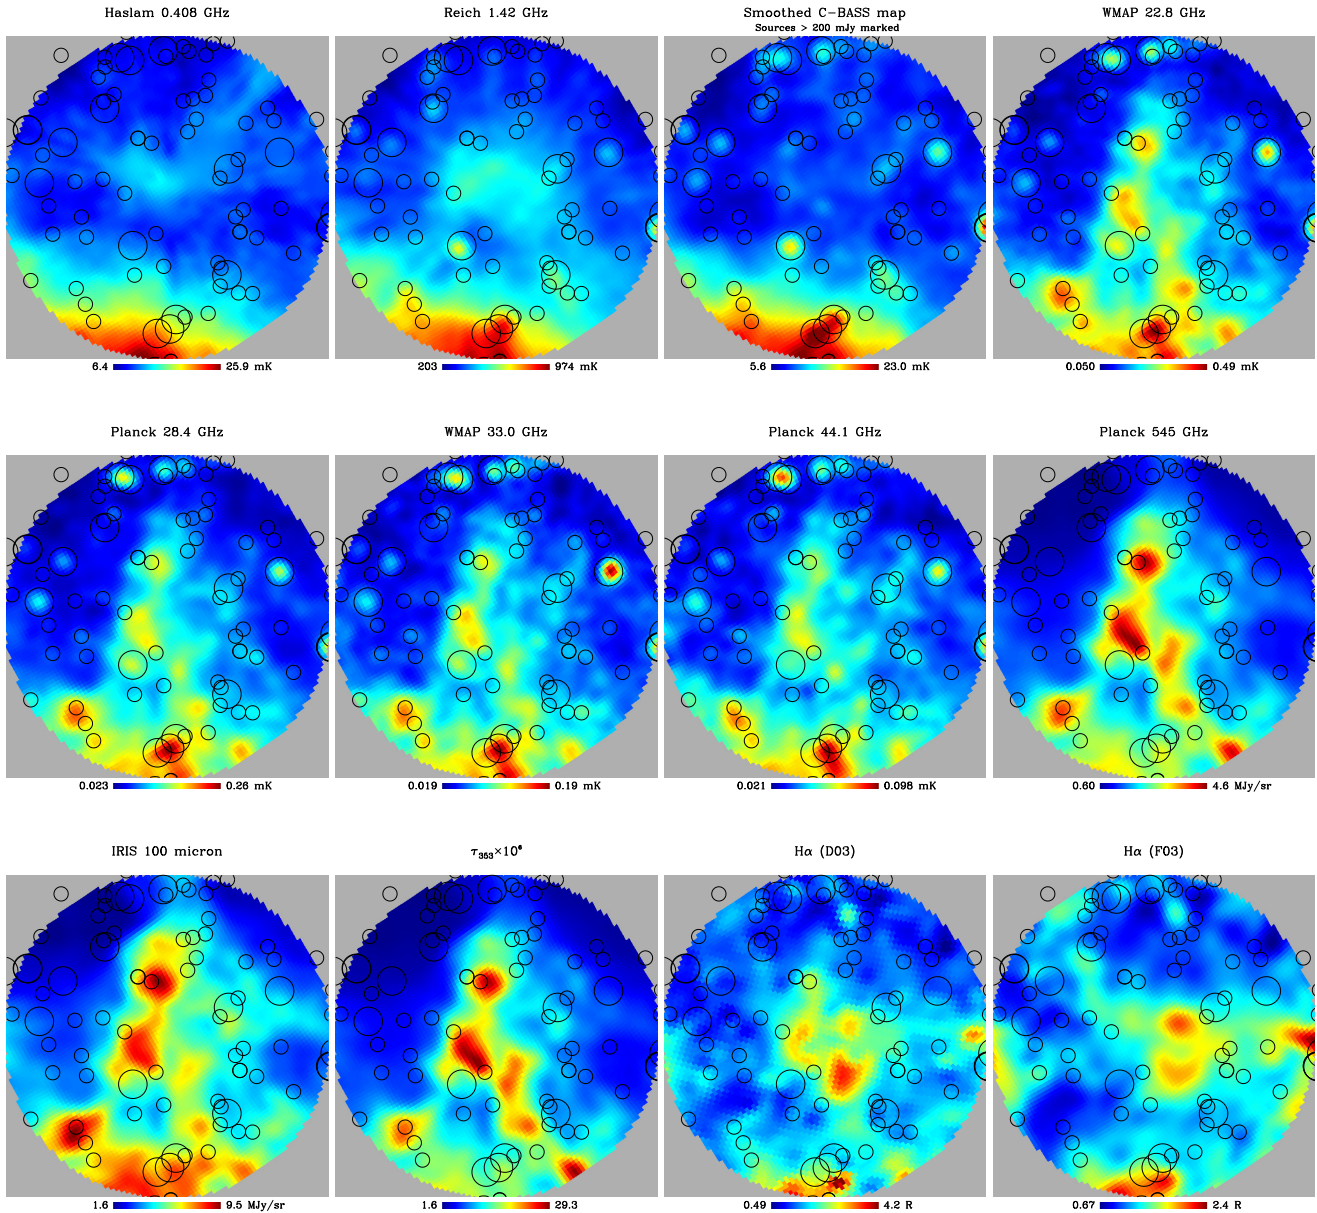 Haslam 0.408 GHz
Reich 1.42 GHz
Smoothed C-BASS map
Sources > 200 mJy marked
WMAP 22.8 GHz
6.4 25.9 mK
203 974 mK
5.6 23.0 mK
0.050 0.49 mK
Planck 28.4 GHz
WMAP 33.0 GHz
Planck 44.1 GHz
Planck 545 GHz
0.023 0.26 mK
0.019 0.19 mK
0.021 0.098 mK
0.60 4.6 MJy/sr
IRIS 100 micron
τ₃₅₃×10⁶
Hα (D03)
Hα (F03)
1.6 9.5 MJy/sr
1.6 29.3
0.49 4.2 R
0.67 2.4 R